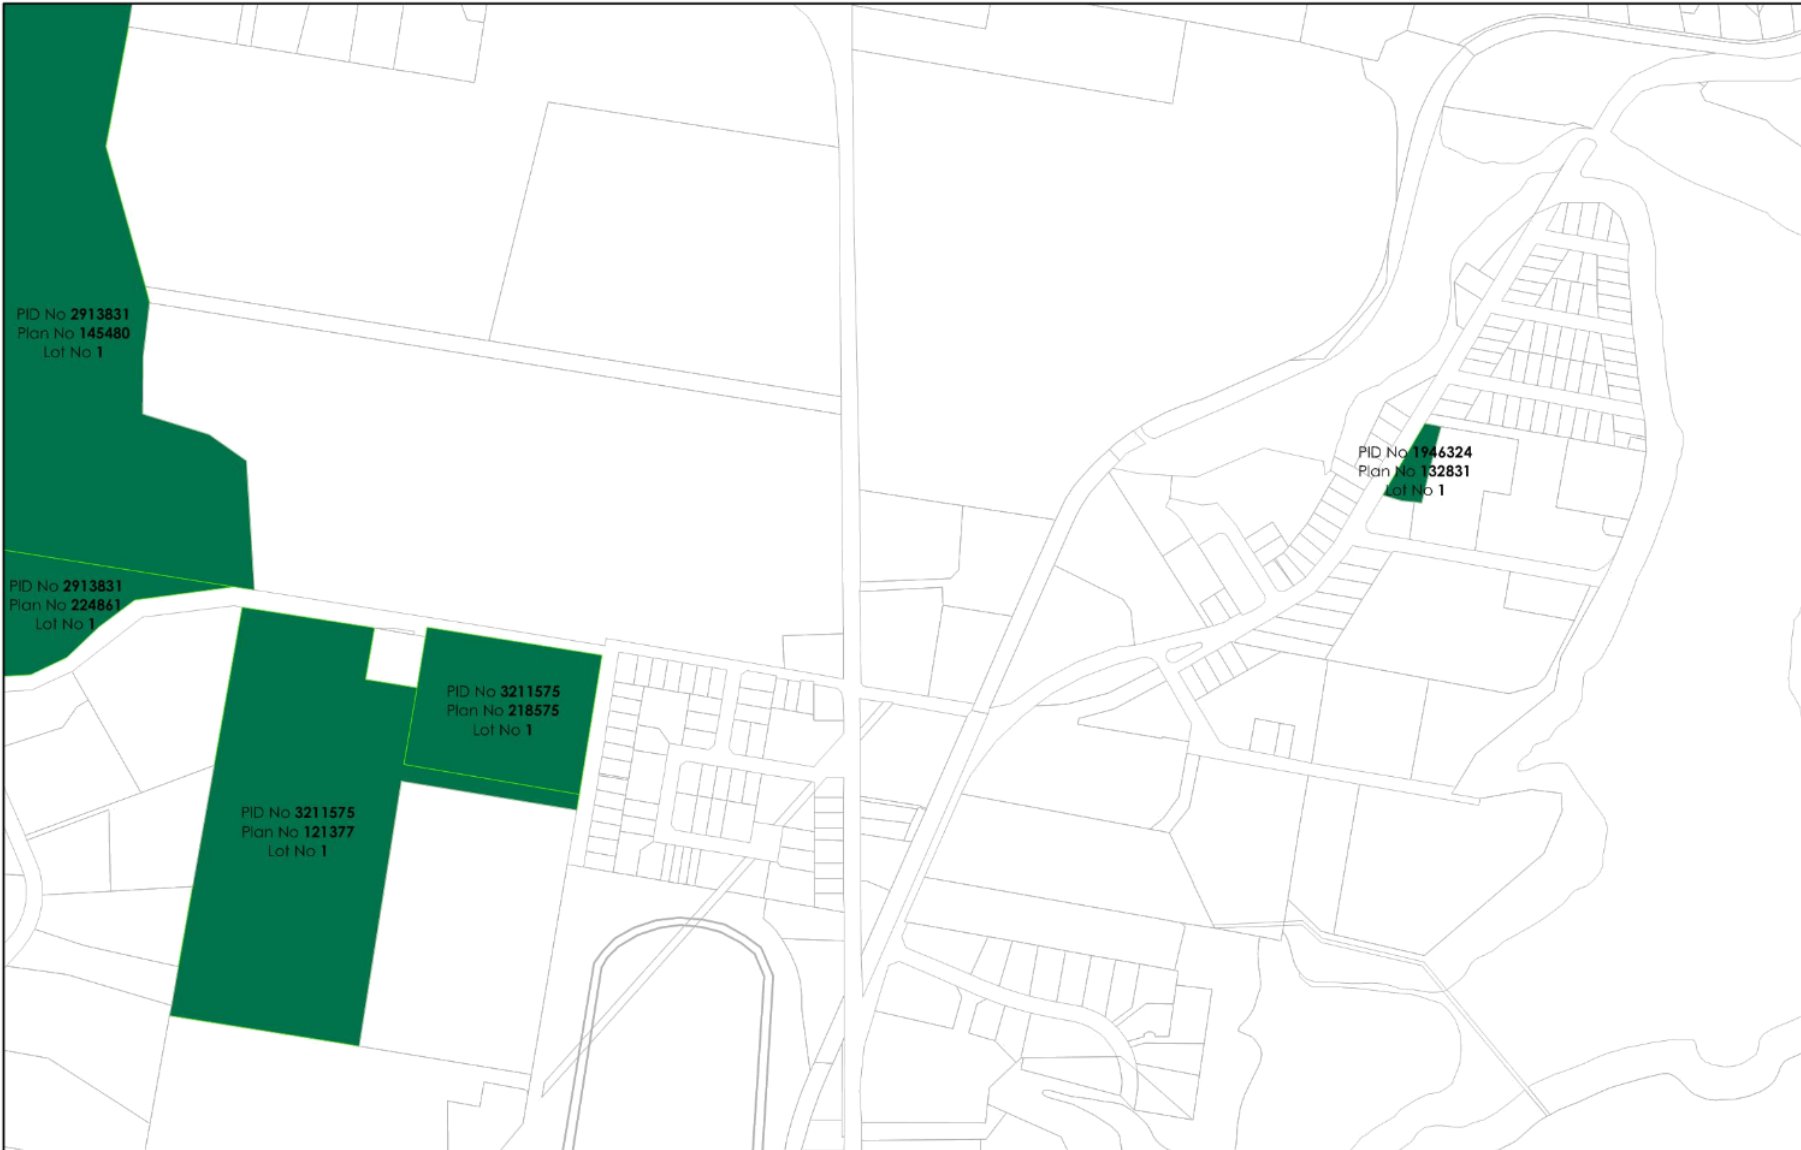 PID No 2913831
Plan No 145480
Lot No 1
PID No 1946324
Plan No 132831
Lot No 1
PID No 2913831
Plan No 224861
Lot No 1
PID No 3211575
Plan No 218575
Lot No 1
PID No 3211575
Plan No 121377
Lot No 1